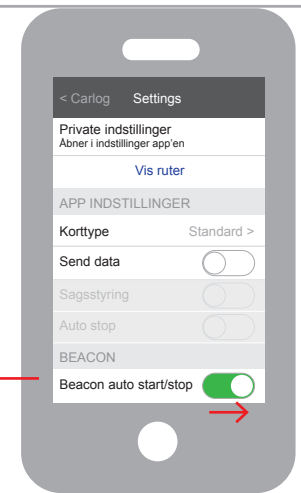 < Carlog Settings
Private indstillinger
Åbner i indstillinger app'en
Vis ruter
APP INDSTILLINGER
Korttype Standard >
Send data
Sagsstyring
Auto stop
BEACON
Beacon auto start/stop